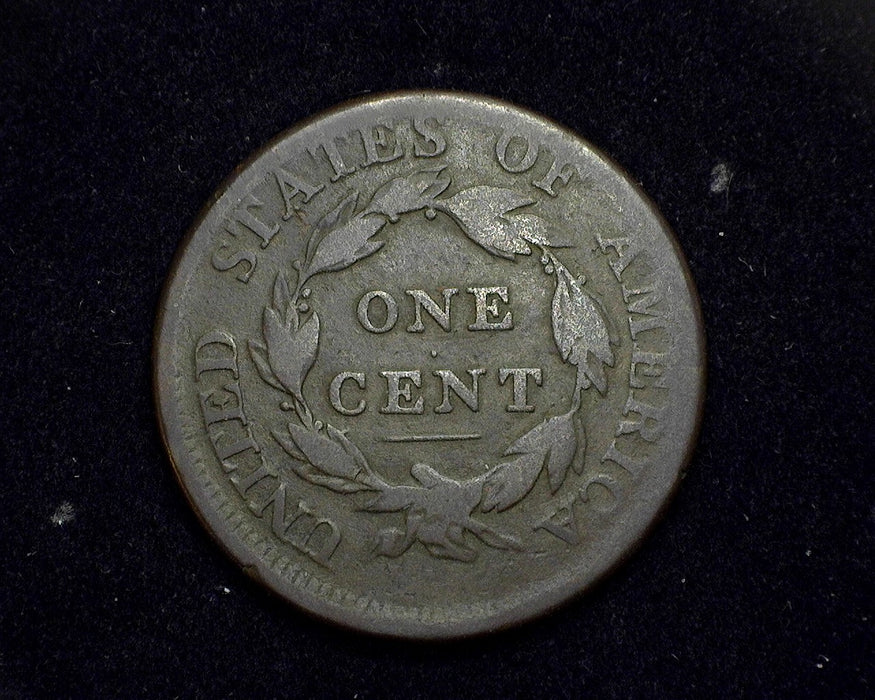 UNITED STATES OF AMERICA
ONE
CENT